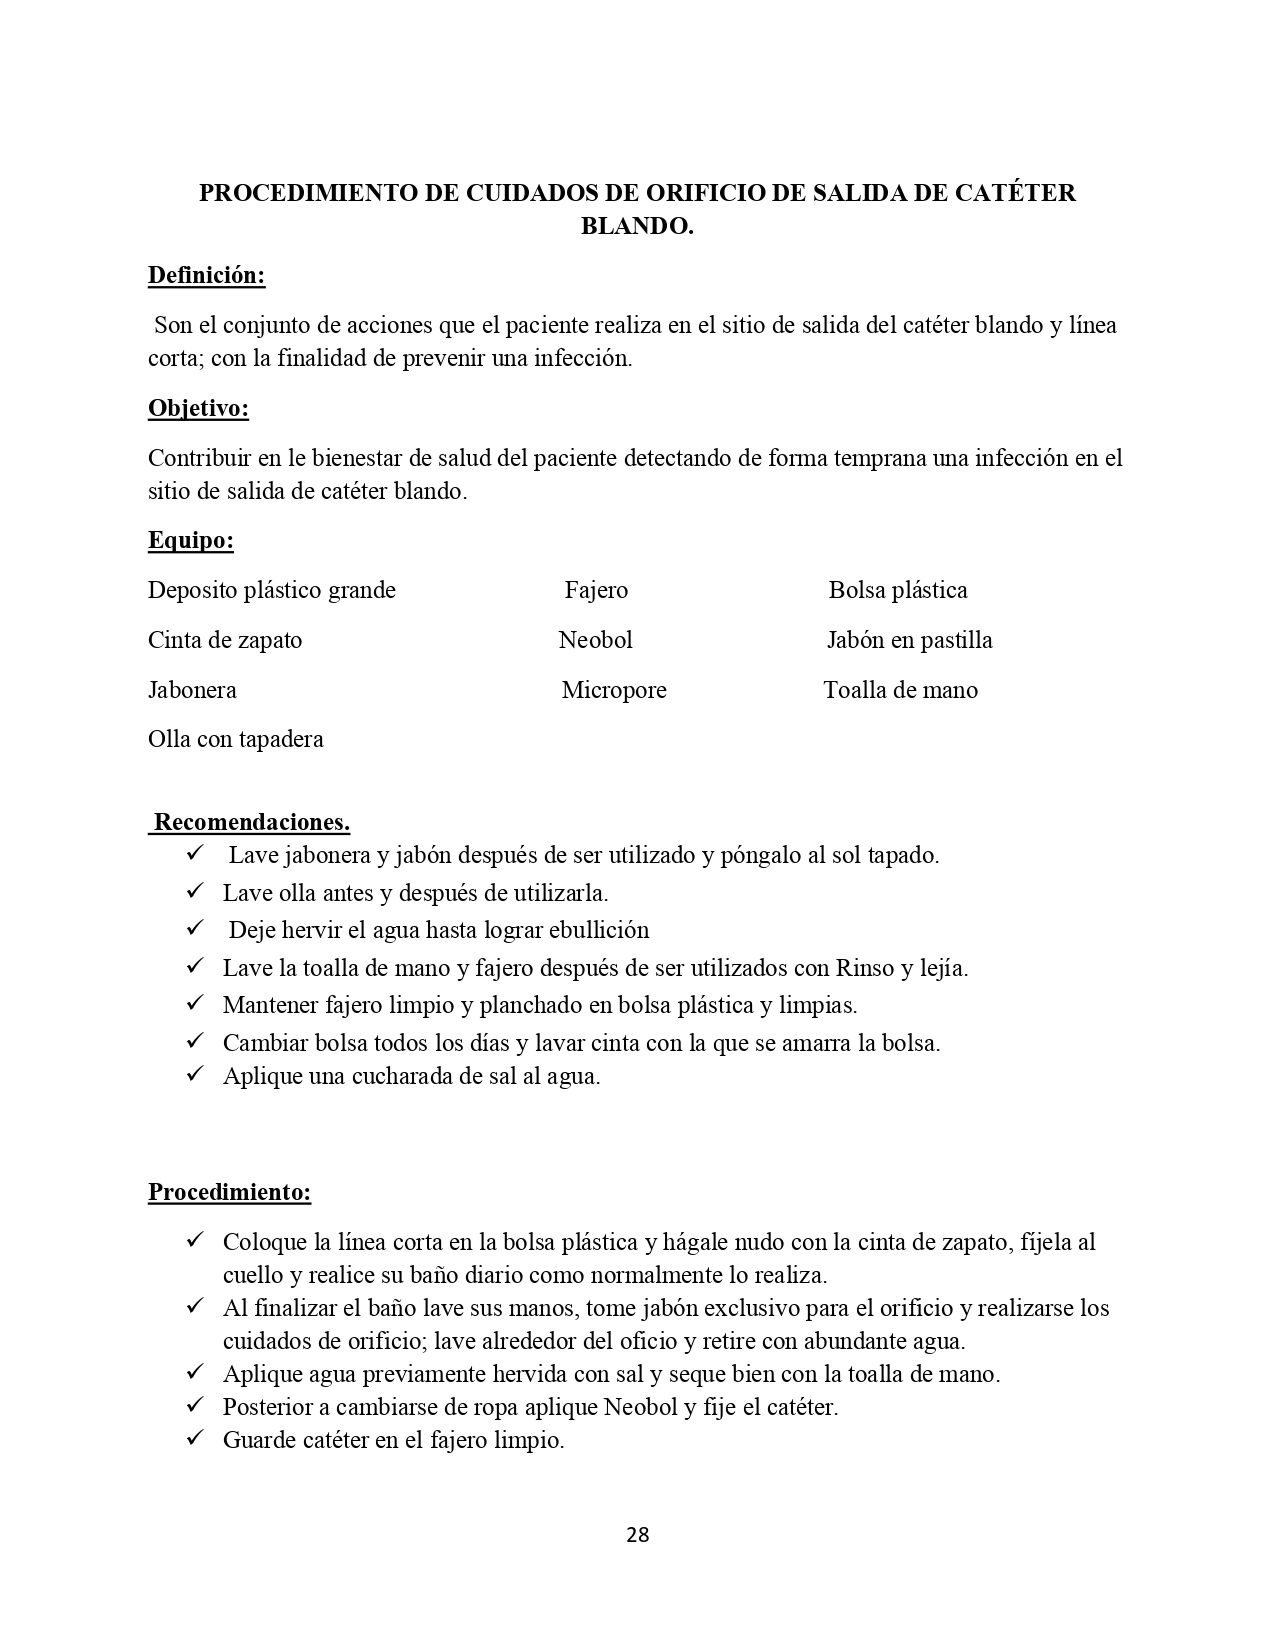 PROCEDIMIENTO DE CUIDADOS DE ORIFICIO DE SALIDA DE CATÉTER
BLANDO.
Definición:
Son el conjunto de acciones que el paciente realiza en el sitio de salida del catéter blando y línea
corta; con la finalidad de prevenir una infección.
Objetivo:
Contribuir en le bienestar de salud del paciente detectando de forma temprana una infección en el
sitio de salida de catéter blando.
Equipo:
Deposito plástico grande Fajero Bolsa plástica
Cinta de zapato Neobol Jabón en pastilla
Jabonera Micropore Toalla de mano
Olla con tapadera
Recomendaciones.
✓ Lave jabonera y jabón después de ser utilizado y póngalo al sol tapado.
✓ Lave olla antes y después de utilizarla.
✓ Deje hervir el agua hasta lograr ebullición
✓ Lave la toalla de mano y fajero después de ser utilizados con Rinso y lejía.
✓ Mantener fajero limpio y planchado en bolsa plástica y limpias.
✓ Cambiar bolsa todos los días y lavar cinta con la que se amarra la bolsa.
✓ Aplique una cucharada de sal al agua.
Procedimiento:
✓ Coloque la línea corta en la bolsa plástica y hágale nudo con la cinta de zapato, fíjela al
cuello y realice su baño diario como normalmente lo realiza.
✓ Al finalizar el baño lave sus manos, tome jabón exclusivo para el orificio y realizarse los
cuidados de orificio; lave alrededor del oficio y retire con abundante agua.
✓ Aplique agua previamente hervida con sal y seque bien con la toalla de mano.
✓ Posterior a cambiarse de ropa aplique Neobol y fije el catéter.
✓ Guarde catéter en el fajero limpio.
28